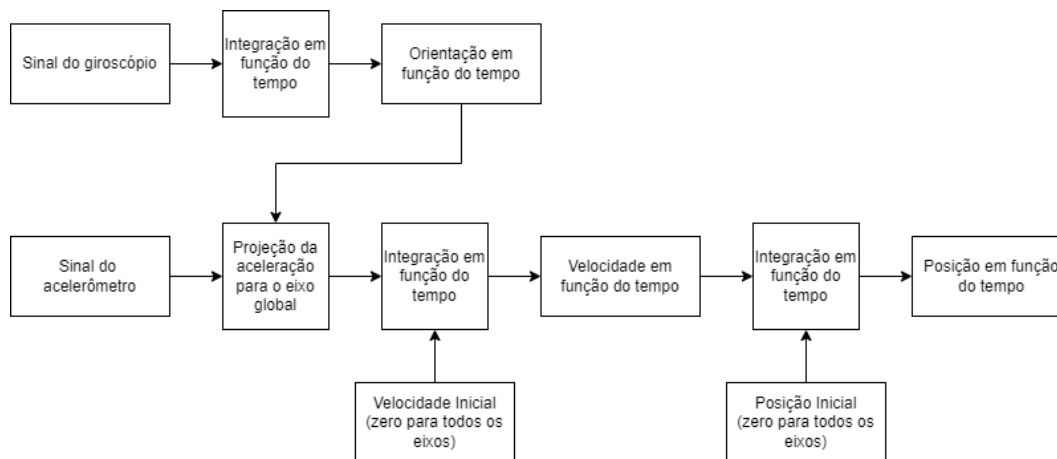 Sinal do giroscópio
Integração em
função do
tempo
Orientação em
função do tempo
Sinal do
acelerômetro
Projeção da
aceleração
para o eixo
global
Integração em
função do
tempo
Velocidade em
função do tempo
Integração em
função do
tempo
Posição em função
do tempo
Velocidade Inicial
(zero para todos os
eixos)
Posição Inicial
(zero para todos os
eixos)